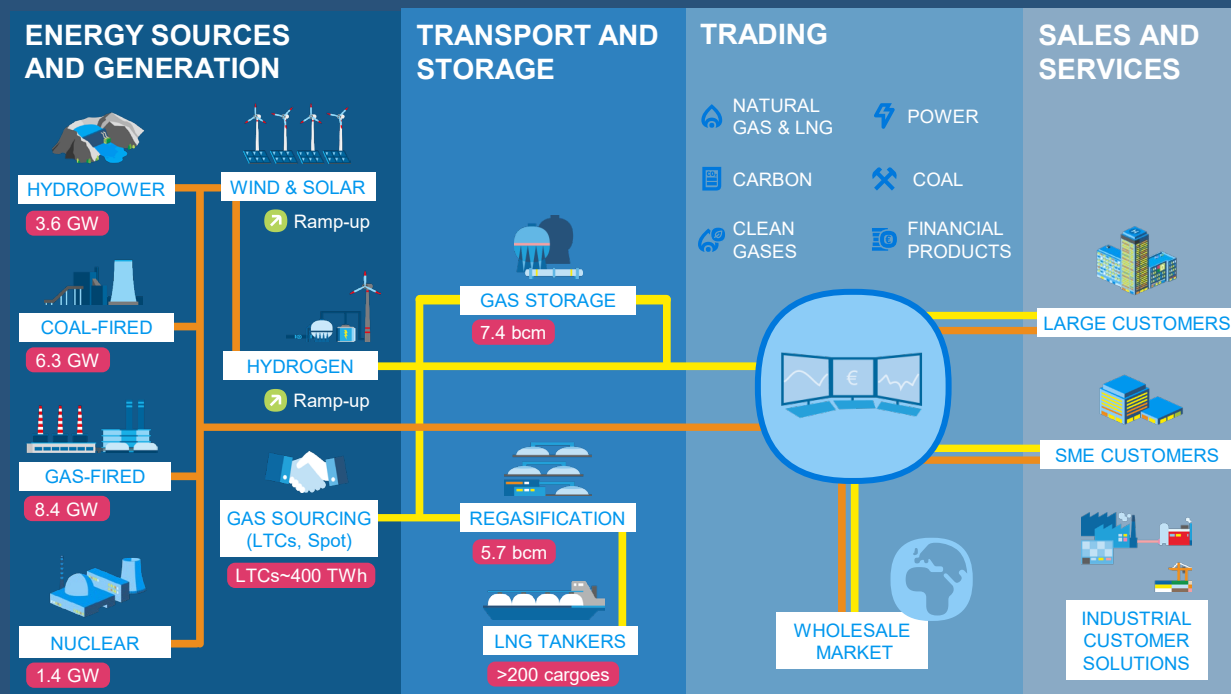 ENERGY SOURCES
AND GENERATION
HYDROPOWER
3.6 GW
WIND & SOLAR
Ramp-up
COAL-FIRED
6.3 GW
HYDROGEN
Ramp-up
GAS-FIRED
8.4 GW
GAS SOURCING
(LTCs, Spot)
LTCs~400 TWh
NUCLEAR
1.4 GW
TRANSPORT AND
STORAGE
GAS STORAGE
7.4 bcm
REGASIFICATION
5.7 bcm
LNG TANKERS
>200 cargoes
TRADING
NATURAL
GAS & LNG
POWER
CARBON
COAL
CLEAN
GASES
FINANCIAL
PRODUCTS
€
WHOLESALE
MARKET
SALES AND
SERVICES
LARGE CUSTOMERS
SME CUSTOMERS
INDUSTRIAL
CUSTOMER
SOLUTIONS